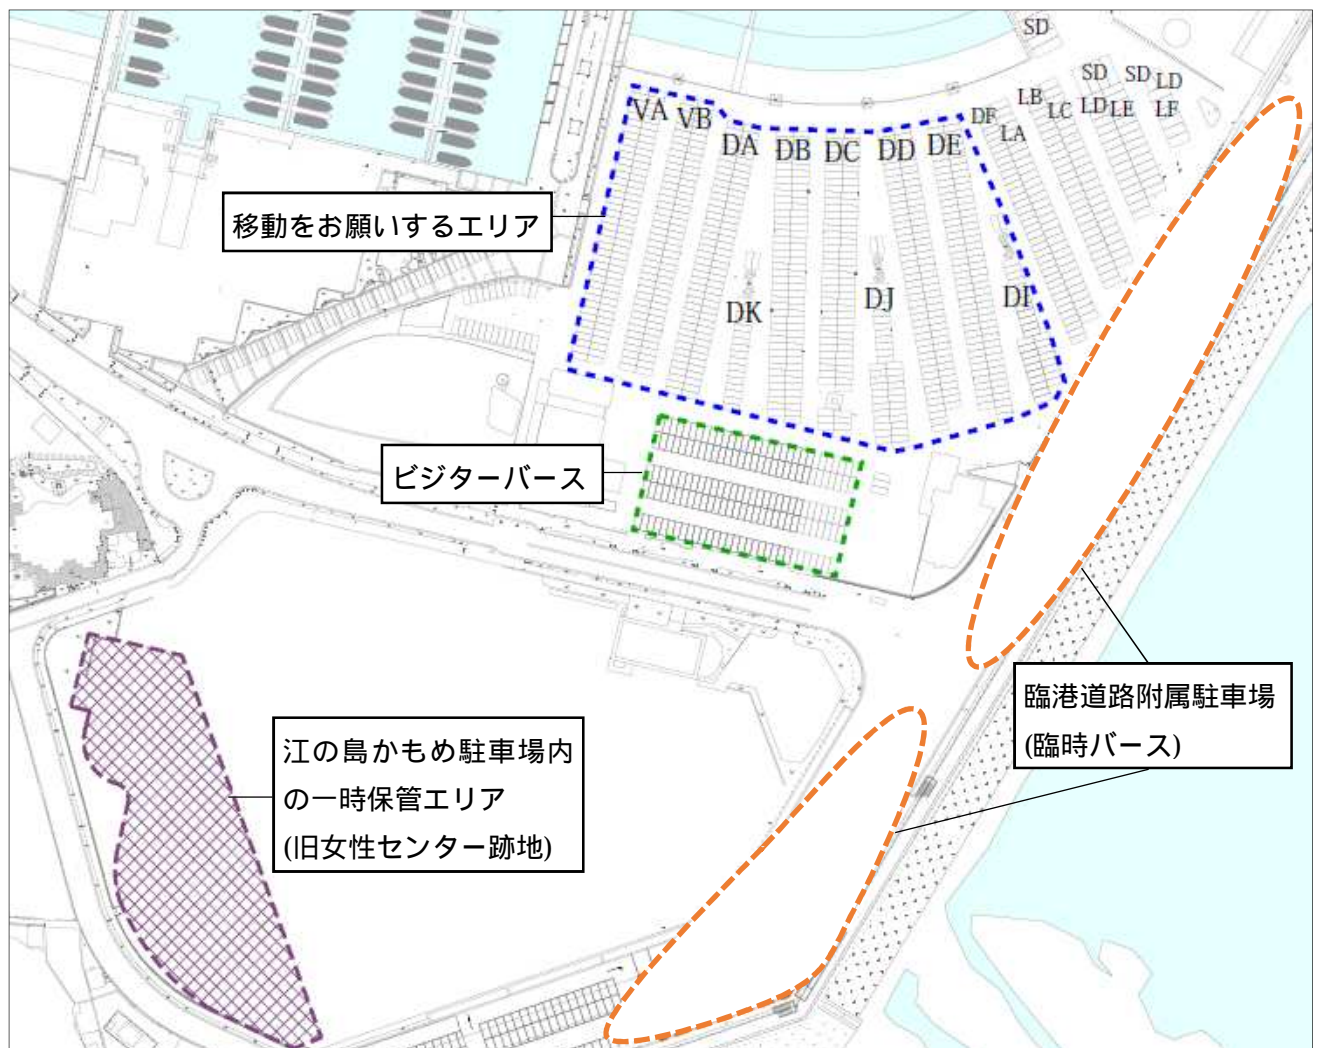 SD
SD
SD
LD
LB
LC
LD
LE
LF
DF
LA
VA
VB
DA
DB
DC
DD
DE
移動をお願いするエリア
DK
DJ
DI
ビジターバース
臨港道路附属駐車場
(臨時バース)
江の島かもめ駐車場内
の一時保管エリア
(旧女性センター跡地)